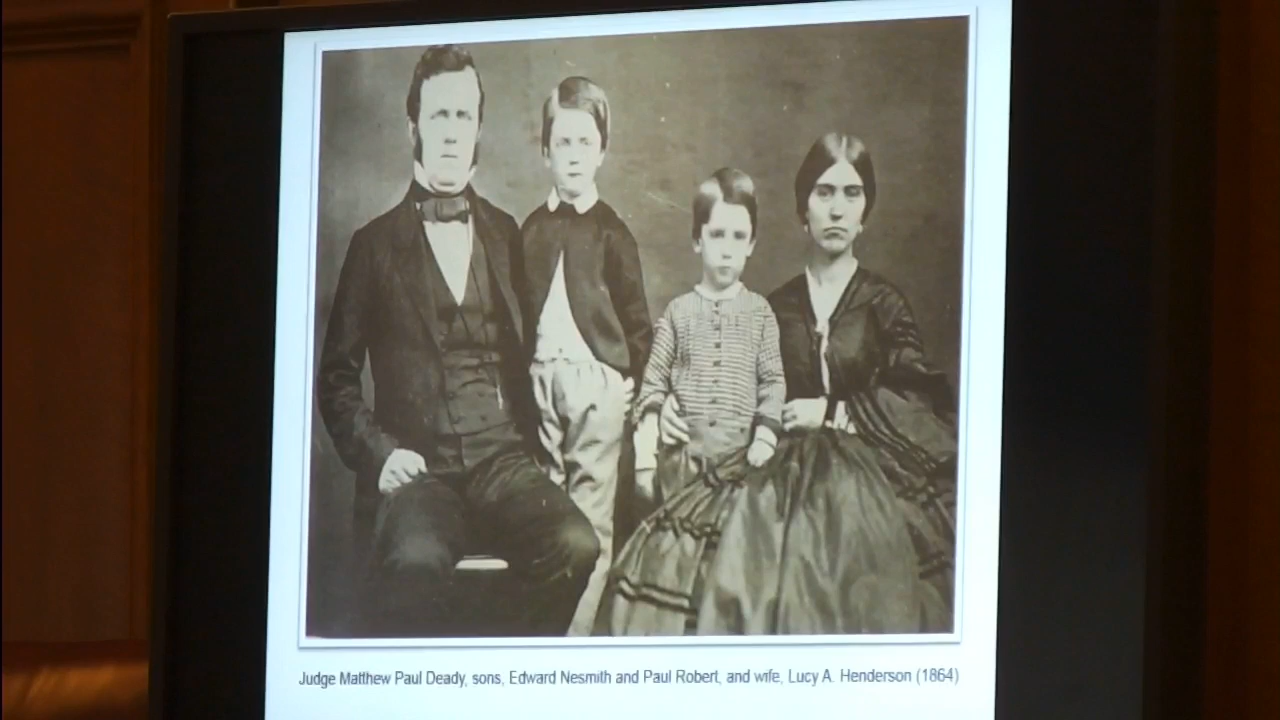 Judge Matthew Paul Deady, sons, Edward Nesmith and Paul Robert, and wife, Lucy A. Henderson (1864)